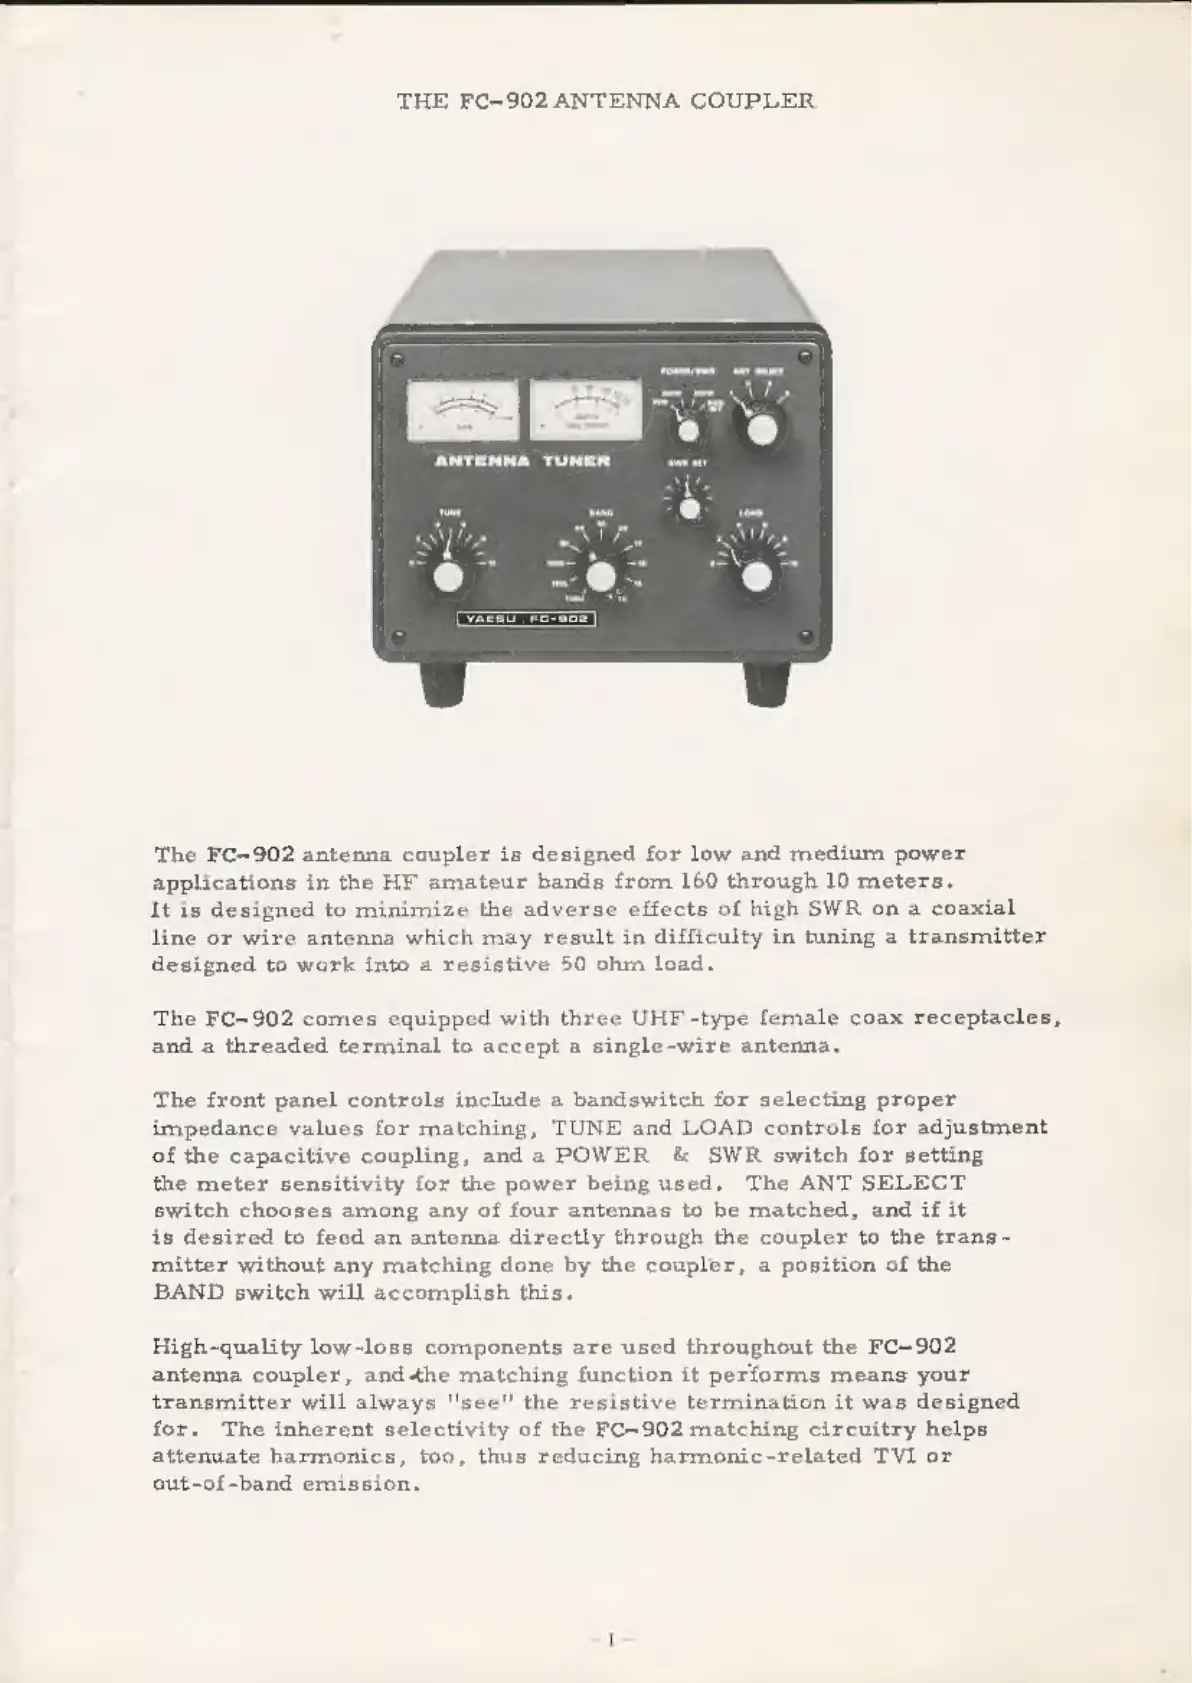 THE FC-902 ANTENNA COUPLER
POWER/SWR ANT SELECT
ANTENNA TUNER
SWR SET
TUNE BAND LOAD
YAESU FC-902
The FC-902 antenna coupler is designed for low and medium power
applications in the HF amateur bands from 160 through 10 meters.
It is designed to minimize the adverse effects of high SWR on a coaxial
line or wire antenna which may result in difficulty in tuning a transmitter
designed to work into a resistive 50 ohm load.
The FC-902 comes equipped with three UHF-type female coax receptacles,
and a threaded terminal to accept a single-wire antenna.
The front panel controls include a bandswitch for selecting proper
impedance values for matching, TUNE and LOAD controls for adjustment
of the capacitive coupling, and a POWER & SWR switch for setting
the meter sensitivity for the power being used. The ANT SELECT
switch chooses among any of four antennas to be matched, and if it
is desired to feed an antenna directly through the coupler to the trans-
mitter without any matching done by the coupler, a position of the
BAND switch will accomplish this.
High-quality low-loss components are used throughout the FC-902
antenna coupler, and the matching function it performs means your
transmitter will always "see" the resistive termination it was designed
for. The inherent selectivity of the FC-902 matching circuitry helps
attenuate harmonics, too, thus reducing harmonic-related TVI or
out-of-band emission.
- 1 -